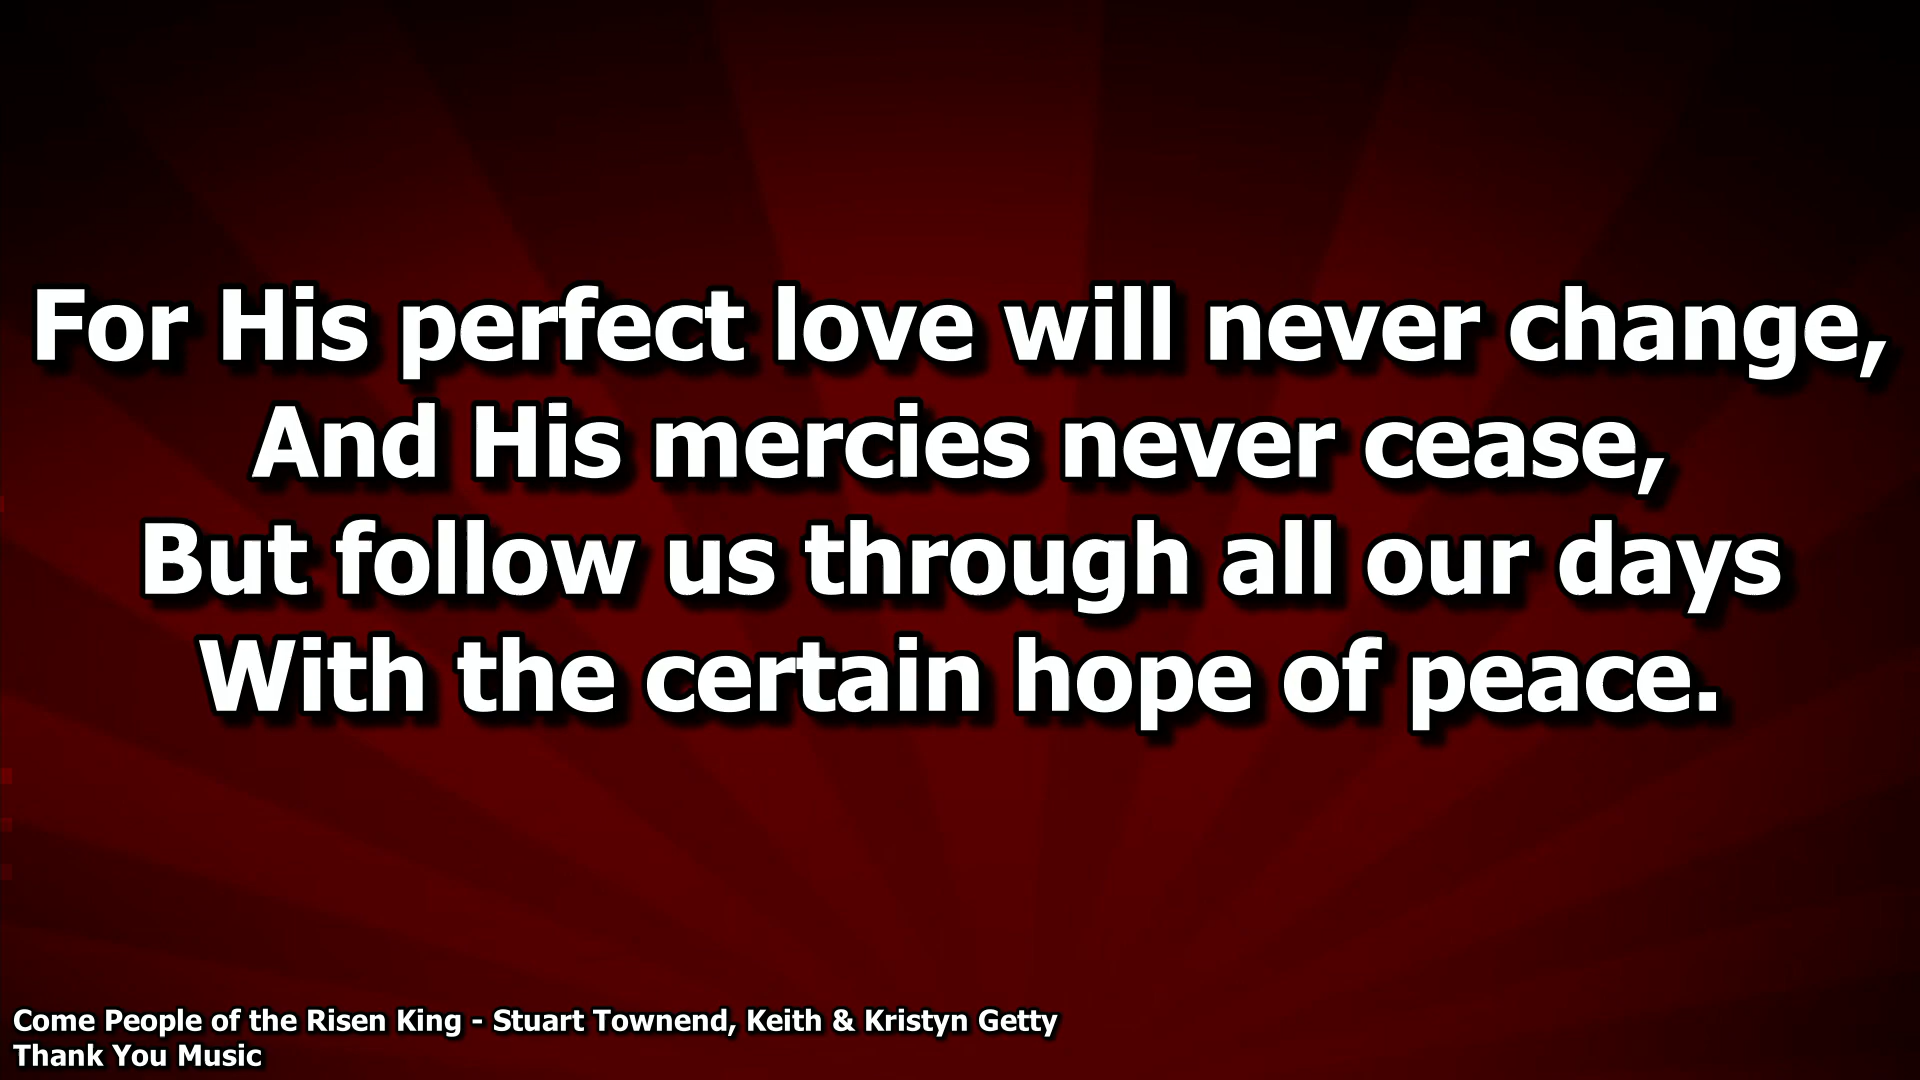 For His perfect love will never change,
And His mercies never cease,
But follow us through all our days
With the certain hope of peace.
Come People of the Risen King - Stuart Townend, Keith & Kristyn Getty
Thank You Music